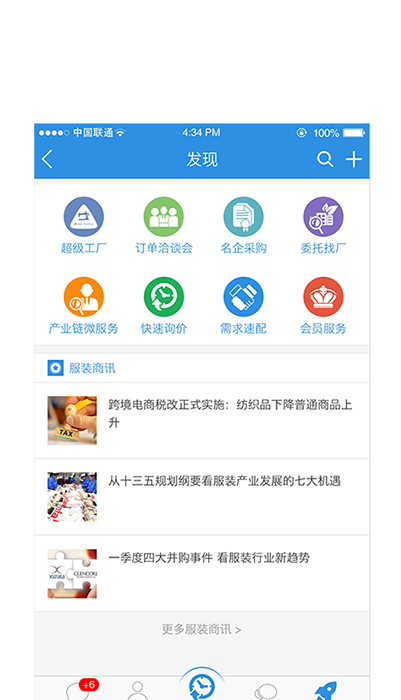 中国联通 4:34 PM 100%
发现
超级工厂 订单洽谈会 名企采购 委托找厂
产业链微服务 快速询价 需求速配 会员服务
服装商讯
跨境电商税改正式实施：纺织品下降普通商品上
升
TAX
从十三五规划纲要看服装产业发展的七大机遇
一季度四大并购事件 看服装行业新趋势
更多服装商讯 >
+6